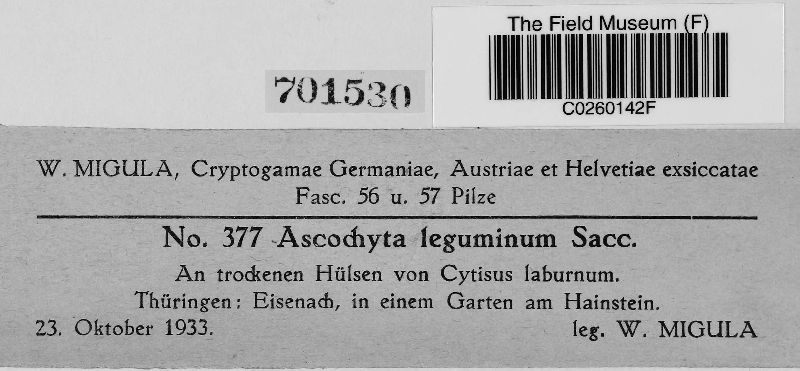 The Field Museum (F)
701530
C0260142F
W. MIGULA, Cryptogamae Germaniae, Austriae et Helvetiae exsiccatae
Fasc. 56 u. 57 Pilze
No. 377 Ascochyta leguminum Sacc.
An trockenen Hülsen von Cytisus laburnum.
Thüringen: Eisenach, in einem Garten am Hainstein.
23. Oktober 1933. leg. W. MIGULA